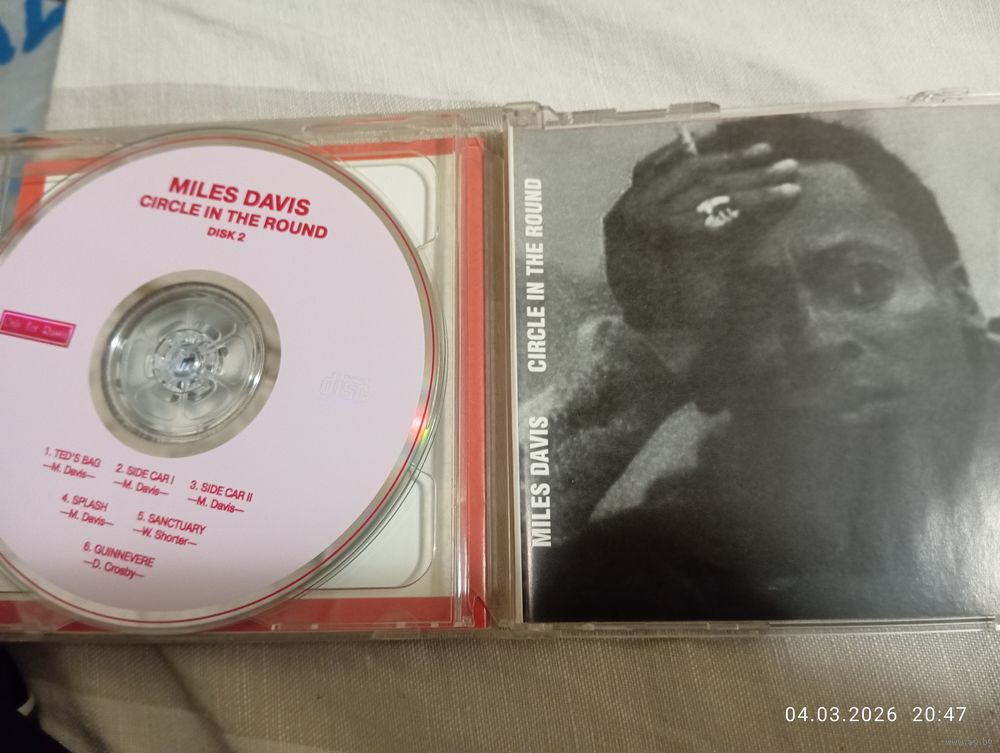 MILES DAVIS
CIRCLE IN THE ROUND
DISK 2
disc
1. TED'S BAG
—M. Davis—
2. SIDE CAR I
—M. Davis—
3. SIDE CAR II
—M. Davis—
4. SPLASH
—M. Davis—
5. SANCTUARY
—W. Shorter—
6. GUINNEVERE
—D. Crosby—
MILES DAVIS CIRCLE IN THE ROUND
04.03.2026 20:47